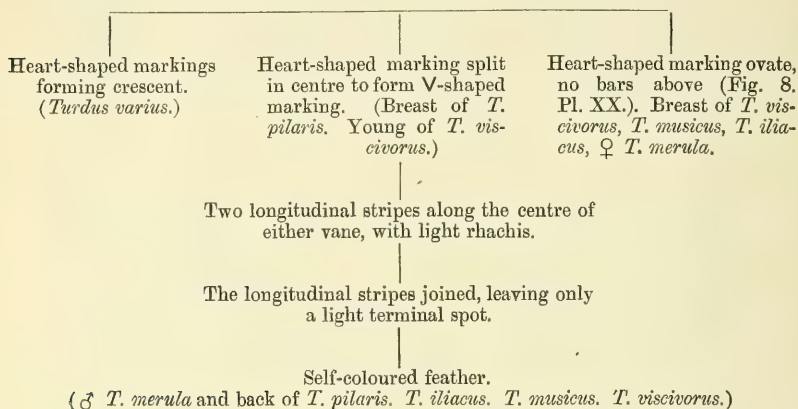 Heart-shaped markings
forming crescent.
(Turdus varius.)
Heart-shaped marking split
in centre to form V-shaped
marking. (Breast of T.
pilaris. Young of T. vis-
civorus.)
Heart-shaped marking ovate,
no bars above (Fig. 8.
Pl. XX.). Breast of T. vis-
civorus, T. musicus, T. ilia-
cus, ♀ T. merula.
Two longitudinal stripes along the centre of
either vane, with light rhachis.
The longitudinal stripes joined, leaving only
a light terminal spot.
Self-coloured feather.
(♂ T. merula and back of T. pilaris. T. iliacus. T. musicus. T. viscivorus.)